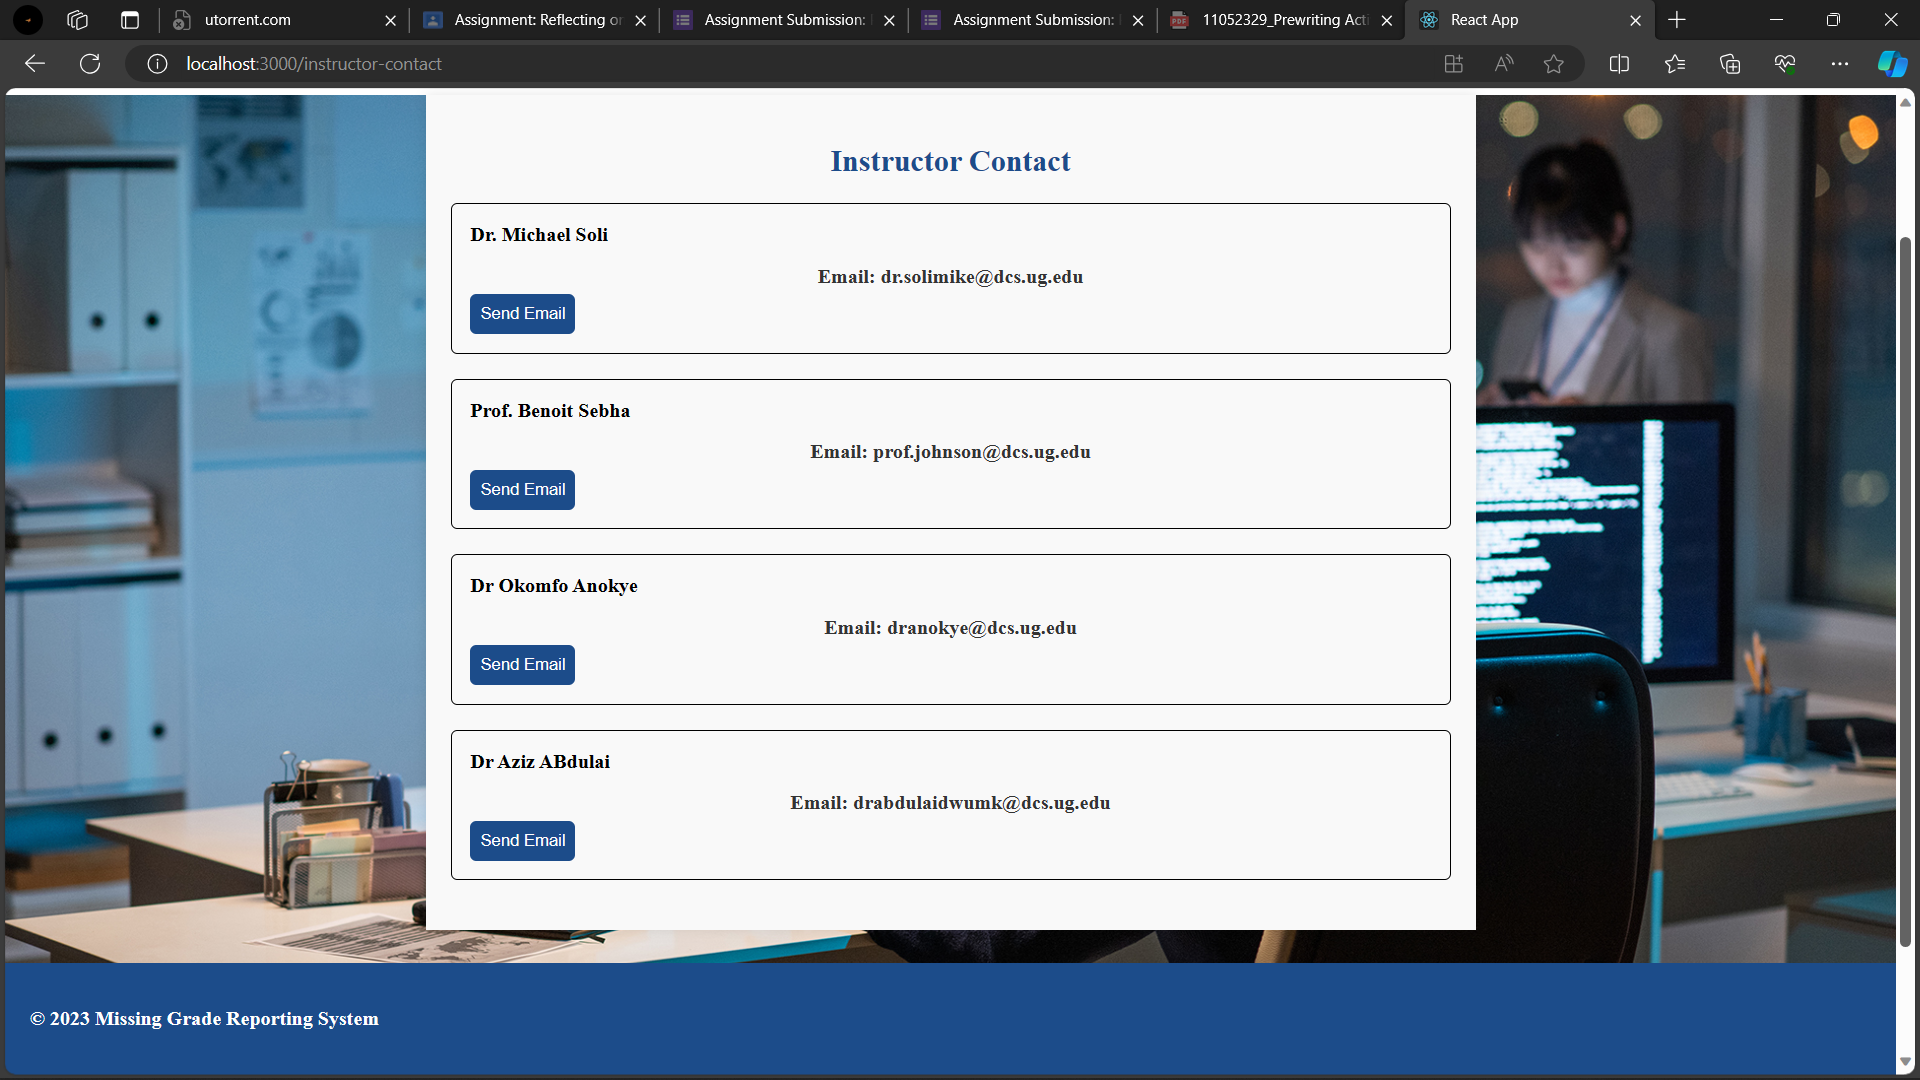 utorrent.com
Assignment: Reflecting or
Assignment Submission:
Assignment Submission:
11052329_Prewriting Acti
React App
localhost:3000/instructor-contact
Instructor Contact
Dr. Michael Soli
Email: dr.solimike@dcs.ug.edu
Send Email
Prof. Benoit Sebha
Email: prof.johnson@dcs.ug.edu
Send Email
Dr Okomfo Anokye
Email: dranokye@dcs.ug.edu
Send Email
Dr Aziz ABdulai
Email: drabdulaidwumk@dcs.ug.edu
Send Email
© 2023 Missing Grade Reporting System